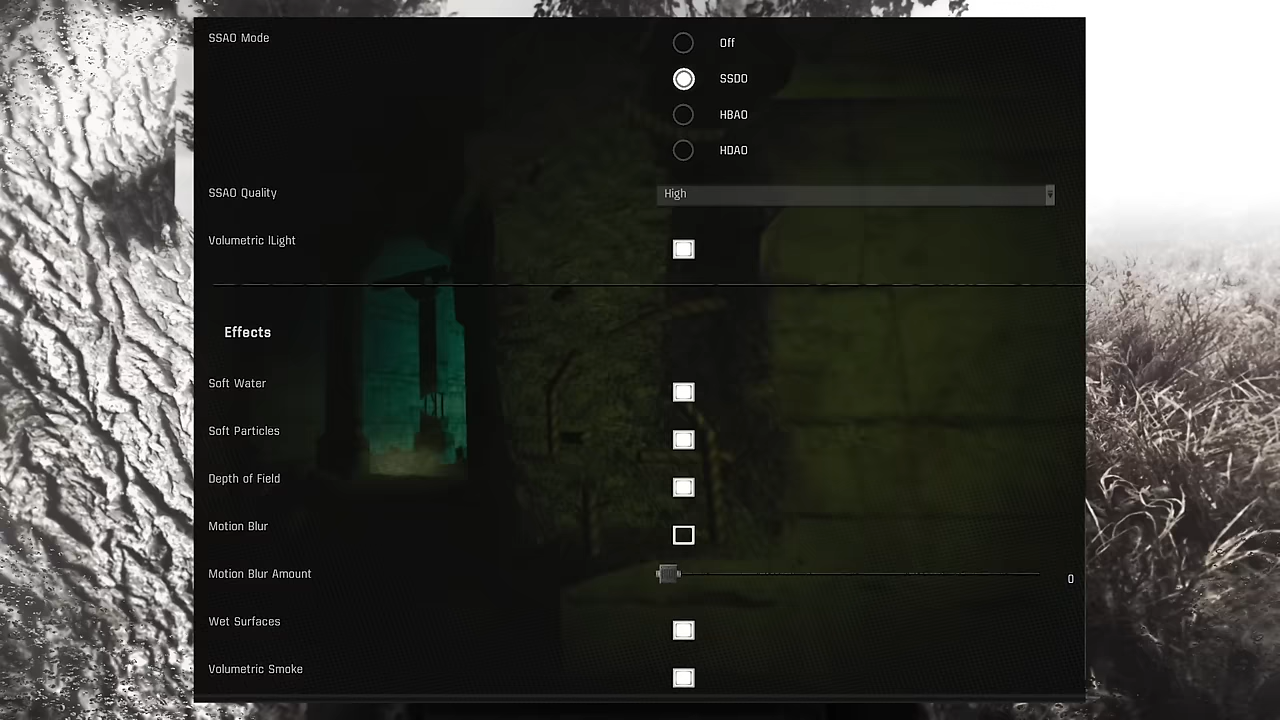 SSAO Mode
Off
SSDO
HBAO
HDAO
SSAO Quality
High
Volumetric lLight
Effects
Soft Water
Soft Particles
Depth of Field
Motion Blur
Motion Blur Amount
0
Wet Surfaces
Volumetric Smoke